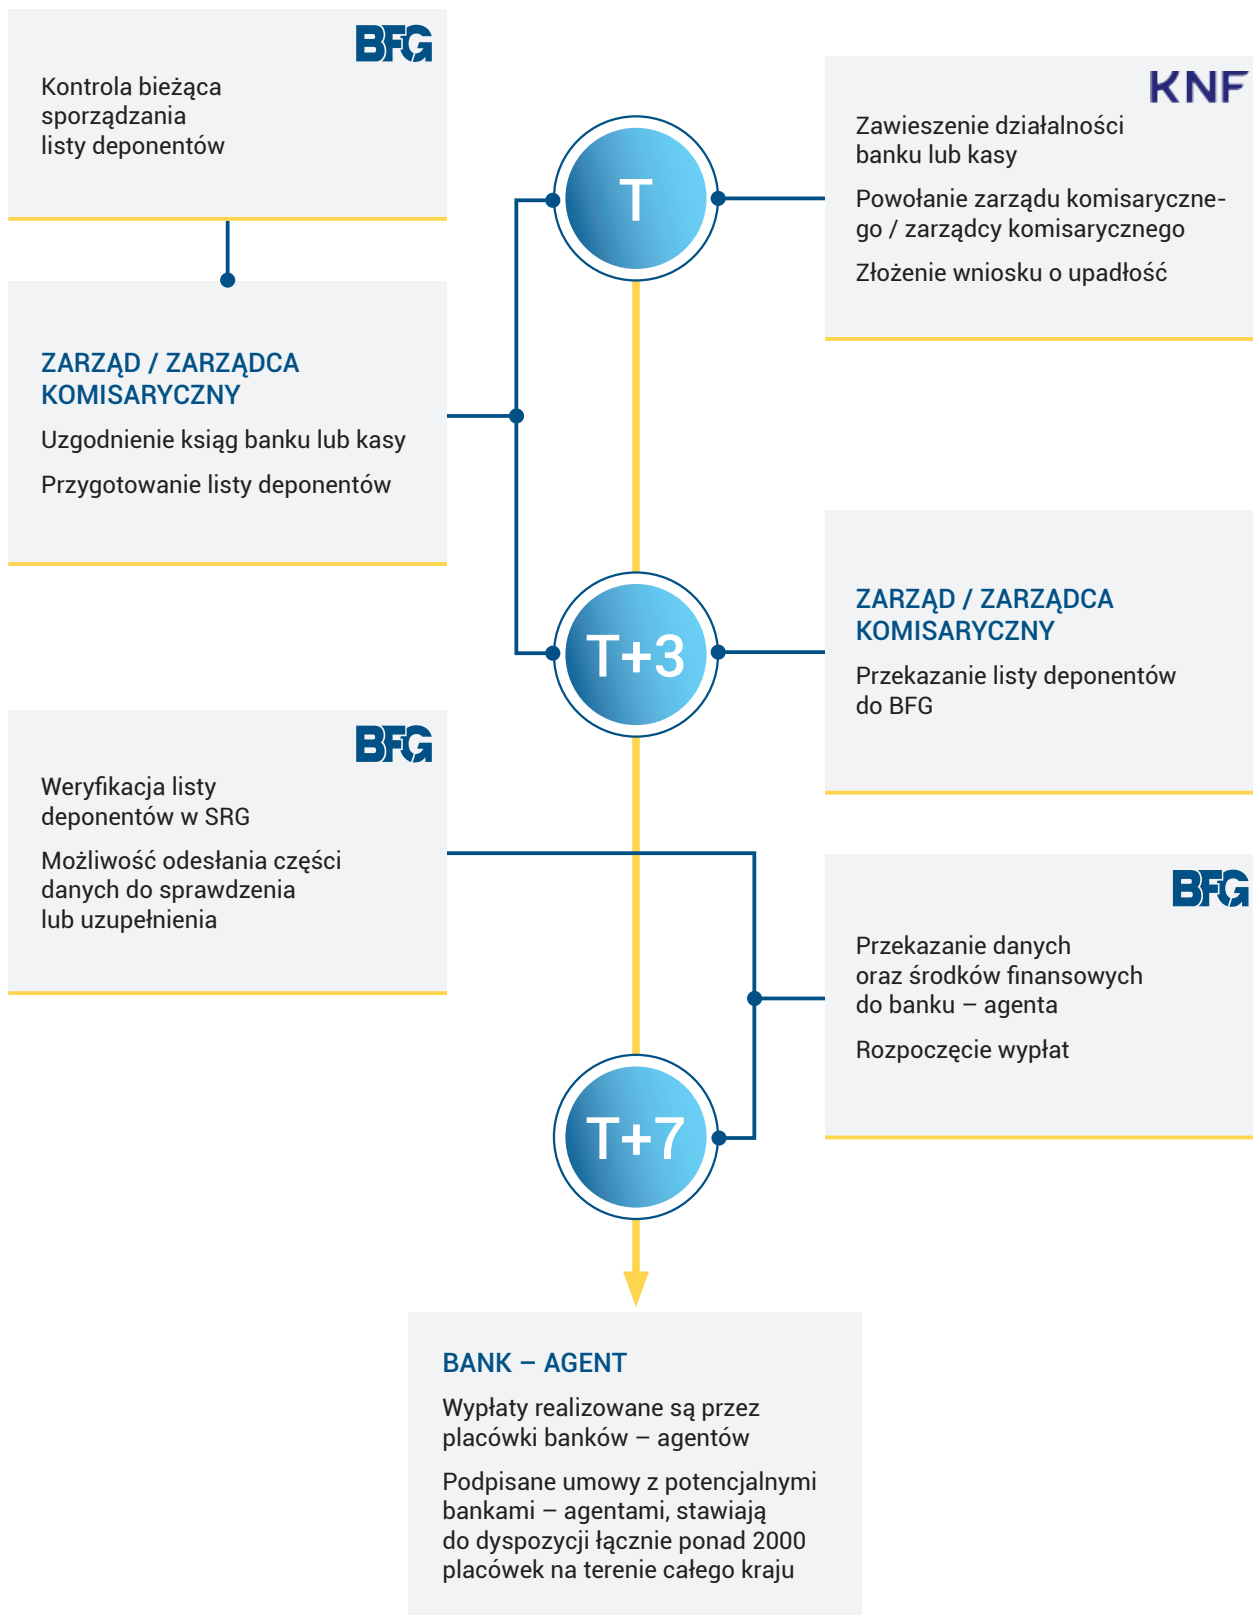 BFG
Kontrola bieżąca
sporządzania
listy deponentów
KNF
Zawieszenie działalności
banku lub kasy
Powołanie zarządu komisaryczne-
go / zarządcy komisarycznego
Złożenie wniosku o upadłość
T
ZARZĄD / ZARZĄDCA
KOMISARYCZNY
Uzgodnienie ksiąg banku lub kasy
Przygotowanie listy deponentów
T+3
ZARZĄD / ZARZĄDCA
KOMISARYCZNY
Przekazanie listy deponentów
do BFG
BFG
Weryfikacja listy
deponentów w SRG
Możliwość odesłania części
danych do sprawdzenia
lub uzupełnienia
BFG
Przekazanie danych
oraz środków finansowych
do banku – agenta
Rozpoczęcie wypłat
T+7
BANK – AGENT
Wypłaty realizowane są przez
placówki banków – agentów
Podpisane umowy z potencjalnymi
bankami – agentami, stawiają
do dyspozycji łącznie ponad 2000
placówek na terenie całego kraju